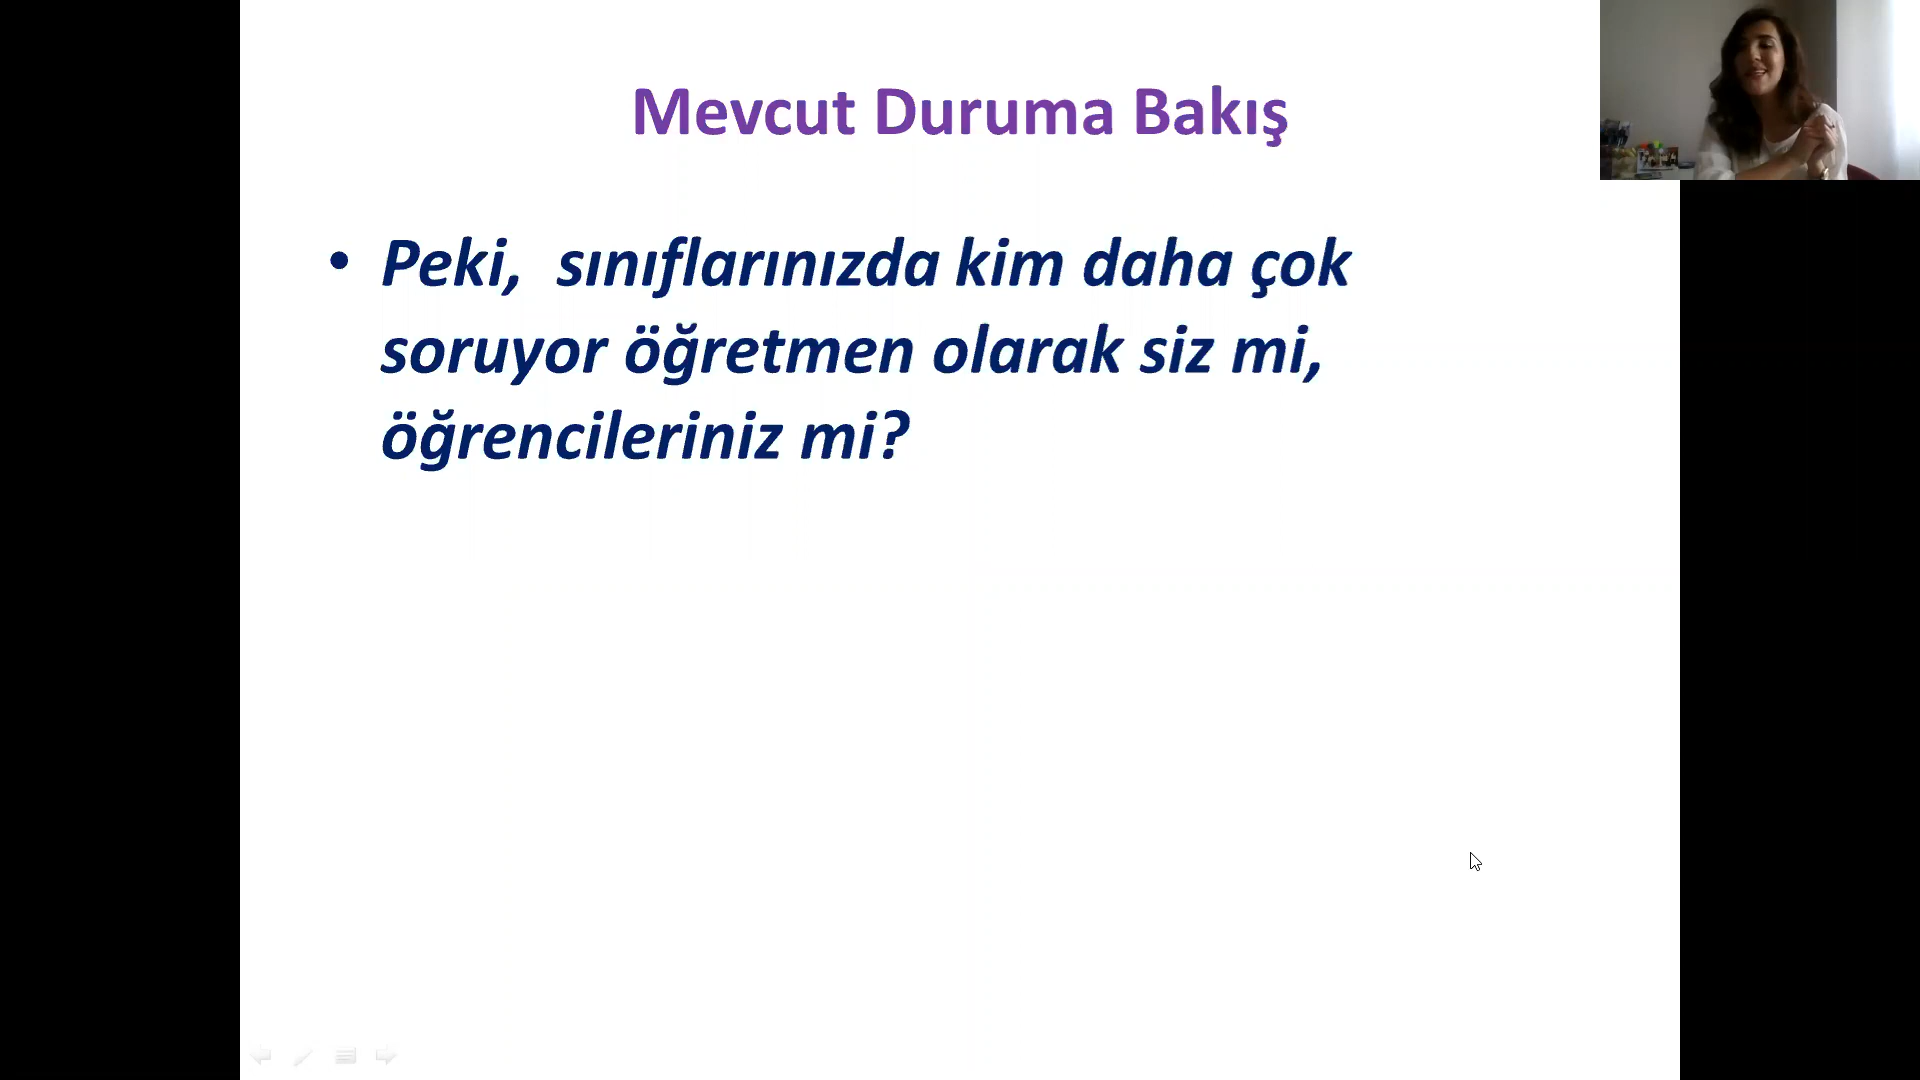 Mevcut Duruma Bakış
• Peki,  sınıflarınızda kim daha çok
soruyor öğretmen olarak siz mi,
öğrencileriniz mi?